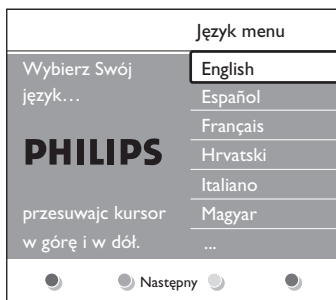 Język menu
Wybierz Swój
język…
PHILIPS
przesuwajc kursor
w górę i w dół.
English
Español
Français
Hrvatski
Italiano
Magyar
...
Następny